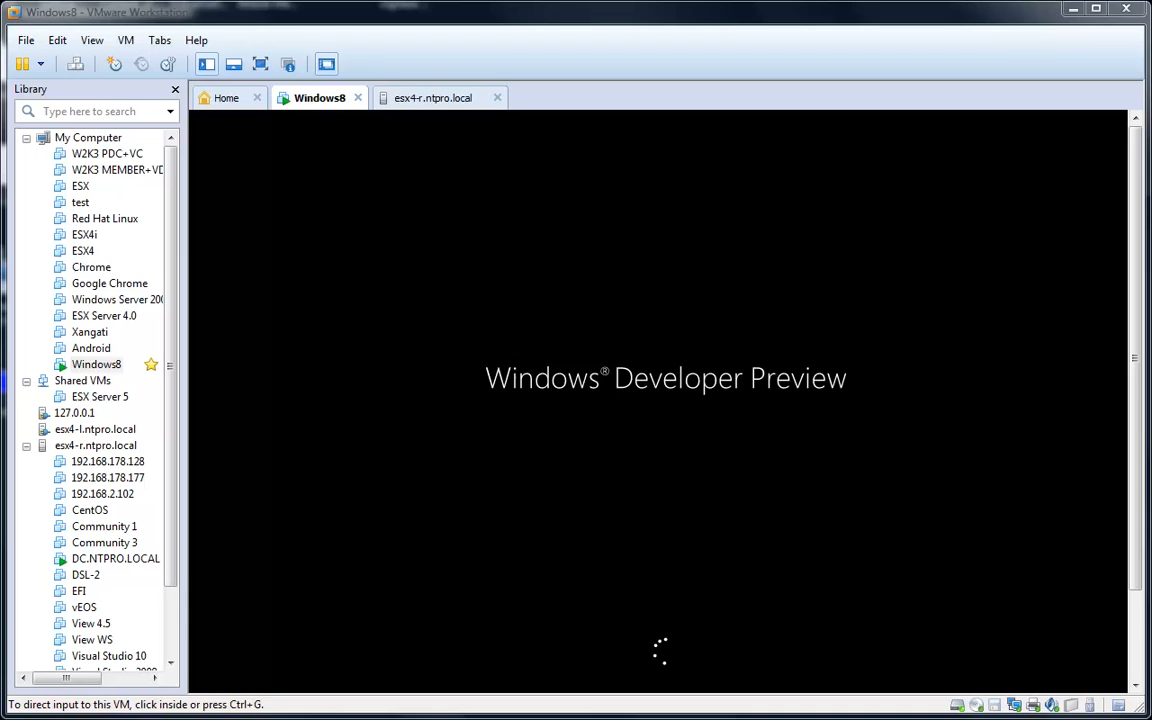 Windows8 - VMware Workstation
File Edit View VM Tabs Help
Library
Type here to search
Home
Windows8
esx4-r.ntpro.local
My Computer
W2K3 PDC+VC
W2K3 MEMBER+VD
ESX
test
Red Hat Linux
ESX4i
ESX4
Chrome
Google Chrome
Windows Server 200
ESX Server 4.0
Xangati
Android
Windows8
Shared VMs
ESX Server 5
127.0.0.1
esx4-l.ntpro.local
esx4-r.ntpro.local
192.168.178.128
192.168.178.177
192.168.2.102
CentOS
Community 1
Community 3
DC.NTPRO.LOCAL
DSL-2
EFI
vEOS
View 4.5
View WS
Visual Studio 10
Windows® Developer Preview
To direct input to this VM, click inside or press Ctrl+G.